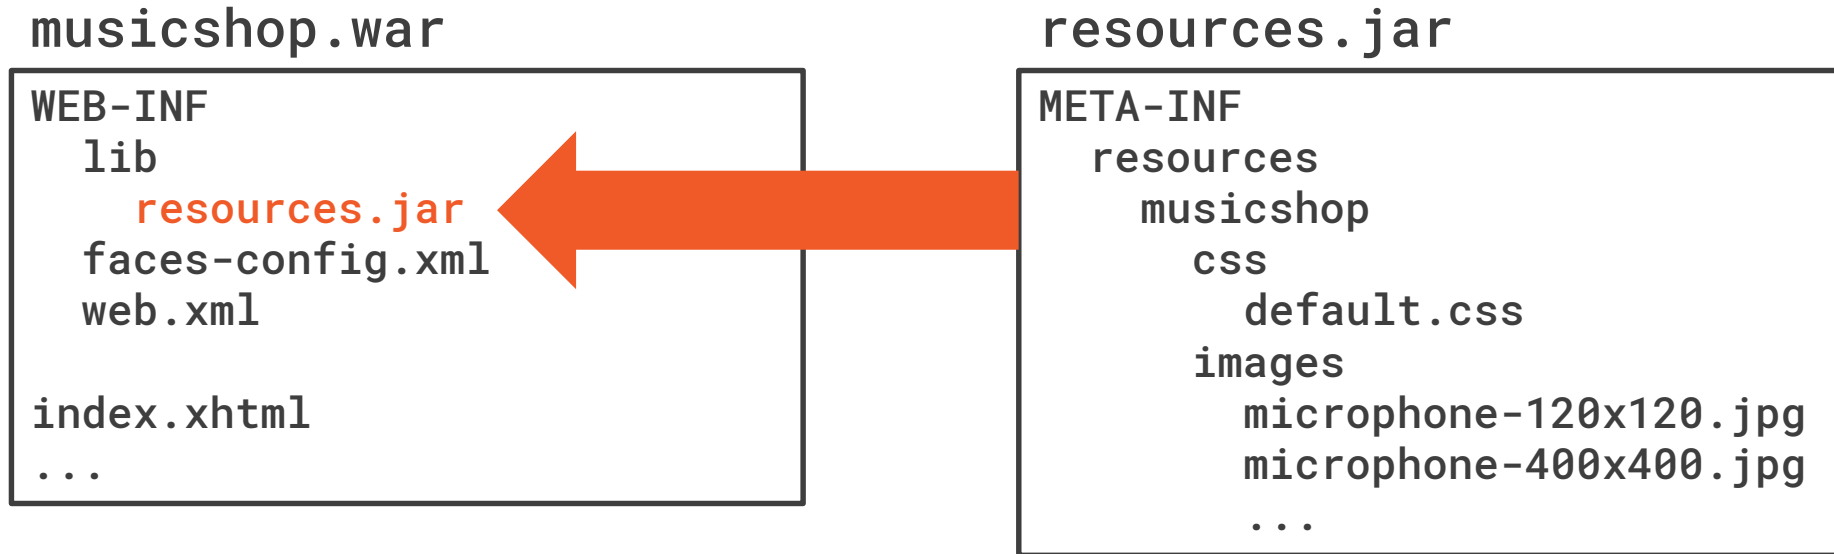 musicshop.war
WEB-INF
lib
resources.jar
faces-config.xml
web.xml
index.xhtml
...
resources.jar
META-INF
resources
musicshop
css
default.css
images
microphone-120x120.jpg
microphone-400x400.jpg
...